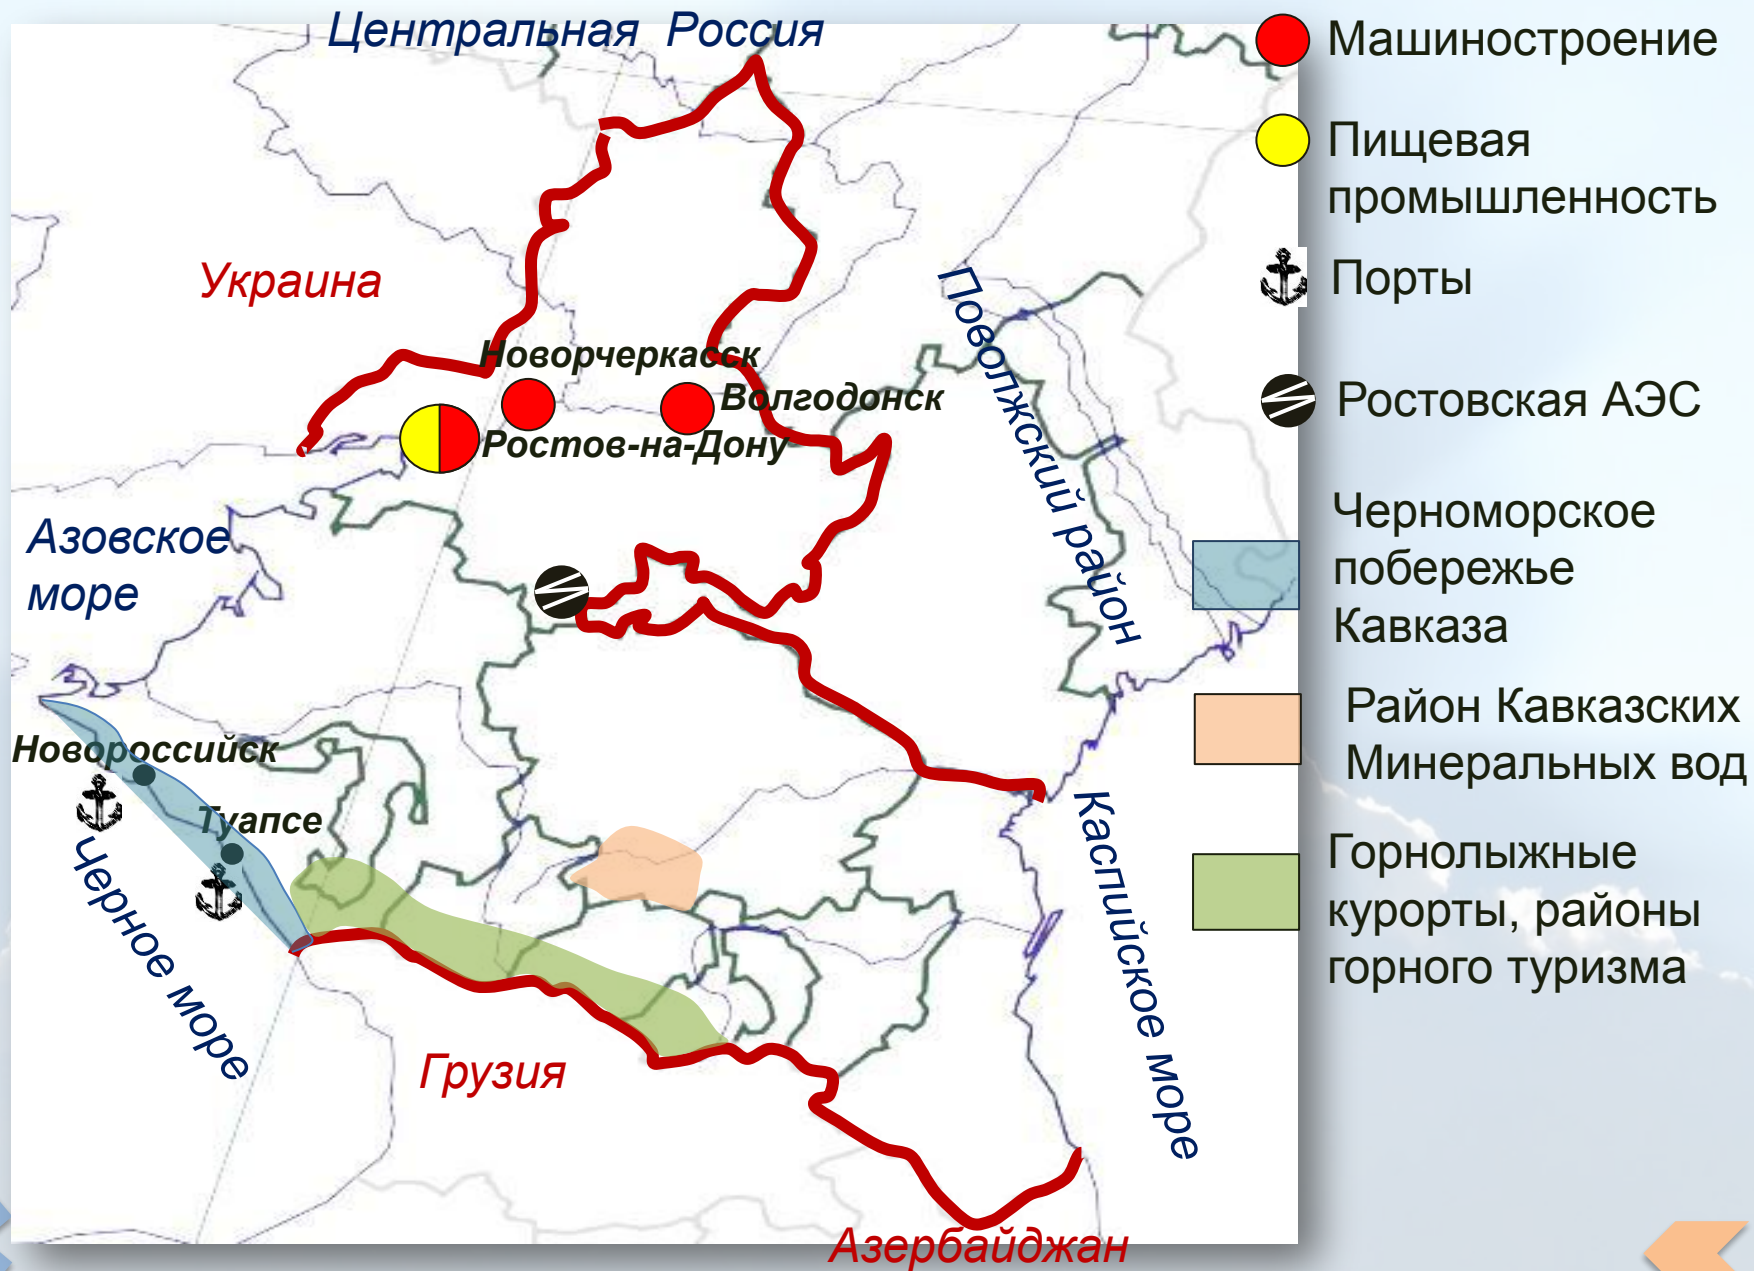 Центральная Россия
Украина
Новорчеркасск
Волгодонск
Ростов-на-Дону
Поволжский район
Азовское
море
Новороссийск
Туапсе
Черное море
Каспийское море
Грузия
Азербайджан
Машиностроение
Пищевая
промышленность
Порты
Ростовская АЭС
Черноморское
побережье
Кавказа
Район Кавказских
Минеральных вод
Горнолыжные
курорты, районы
горного туризма